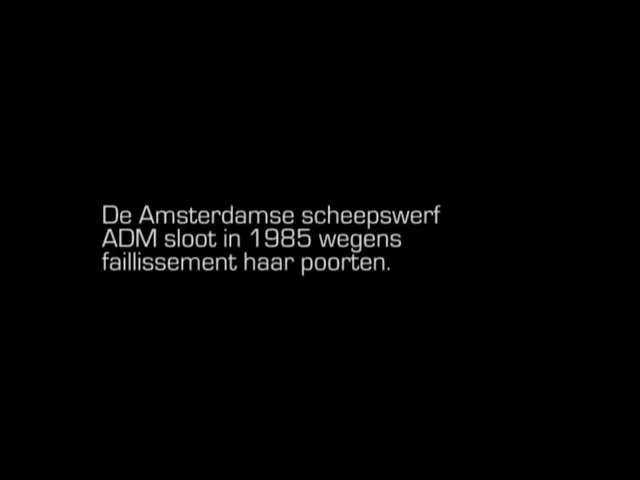 De Amsterdamse scheepswerf
ADM sloot in 1985 wegens
faillissement haar poorten.